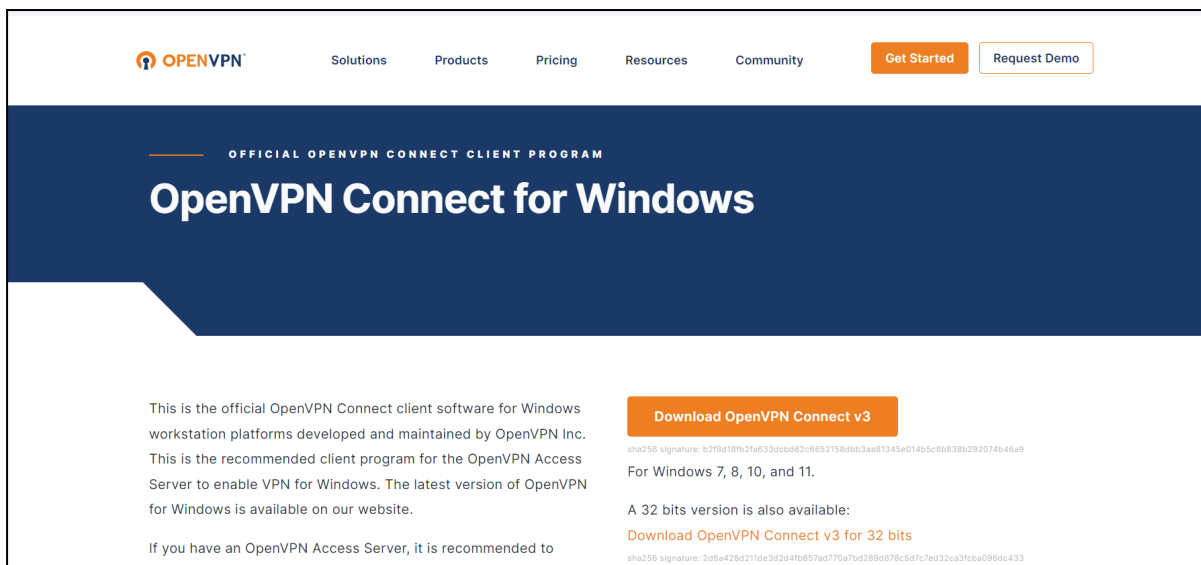 OPENVPN
Solutions
Products
Pricing
Resources
Community
Get Started
Request Demo
OFFICIAL OPENVPN CONNECT CLIENT PROGRAM
OpenVPN Connect for Windows
This is the official OpenVPN Connect client software for Windows
workstation platforms developed and maintained by OpenVPN Inc.
This is the recommended client program for the OpenVPN Access
Server to enable VPN for Windows. The latest version of OpenVPN
for Windows is available on our website.
If you have an OpenVPN Access Server, it is recommended to
Download OpenVPN Connect v3
sha256 signature: b2f8d18fb2fa633dcbd62c6652158dbb3aa81345e014b5c8b838b292074b46a9
For Windows 7, 8, 10, and 11.
A 32 bits version is also available:
Download OpenVPN Connect v3 for 32 bits
sha256 signature: 2d6a428d211de3d2d4fb657ad770a7bd289d878c5d7c7ed32ca3fcba096dc433